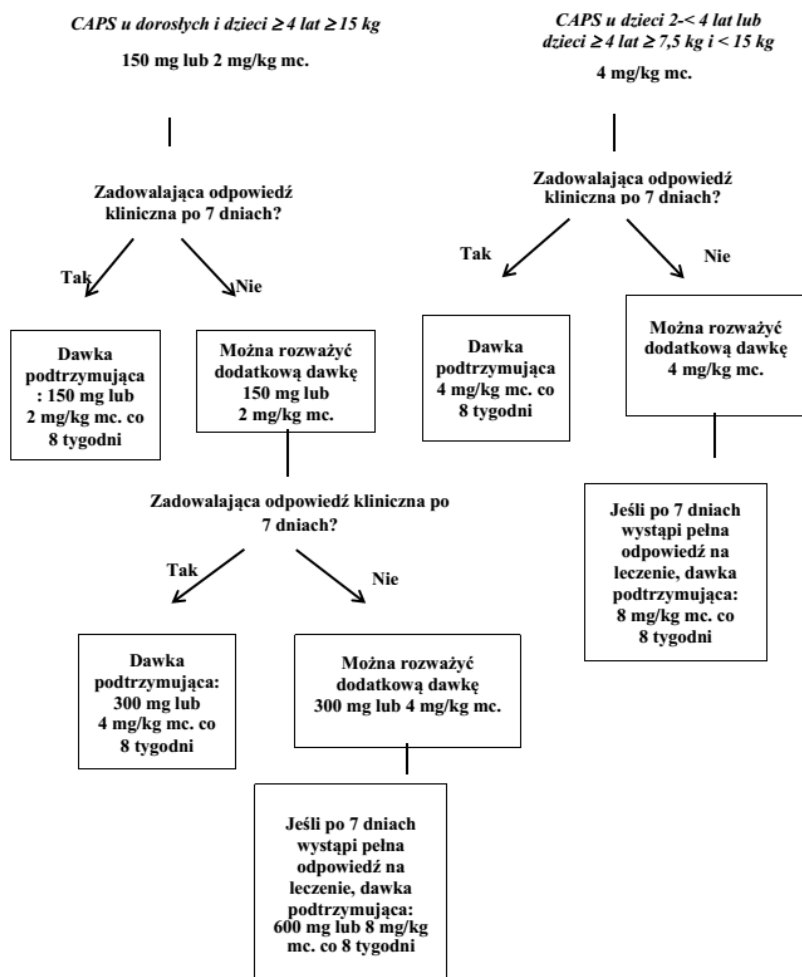 CAPS u dorosłych i dzieci ≥ 4 lat ≥ 15 kg
150 mg lub 2 mg/kg mc.
Zadowalająca odpowiedź
kliniczna po 7 dniach?
Tak
Nie
Dawka
podtrzymująca
: 150 mg lub
2 mg/kg mc. co
8 tygodni
Można rozważyć
dodatkową dawkę
150 mg lub
2 mg/kg mc.
Zadowalająca odpowiedź kliniczna po
7 dniach?
Tak
Nie
Dawka
podtrzymująca:
300 mg lub
4 mg/kg mc. co
8 tygodni
Można rozważyć
dodatkową dawkę
300 mg lub 4 mg/kg mc.
Jeśli po 7 dniach
wystąpi pełna
odpowiedź na
leczenie, dawka
podtrzymująca:
600 mg lub 8 mg/kg
mc. co 8 tygodni
CAPS u dzieci 2-< 4 lat lub
dzieci ≥ 4 lat ≥ 7,5 kg i < 15 kg
4 mg/kg mc.
Zadowalająca odpowiedź
kliniczna po 7 dniach?
Tak
Nie
Dawka
podtrzymująca
4 mg/kg mc. co
8 tygodni
Można rozważyć
dodatkową dawkę
4 mg/kg mc.
Jeśli po 7 dniach
wystąpi pełna
odpowiedź na
leczenie, dawka
podtrzymująca:
8 mg/kg mc. co
8 tygodni